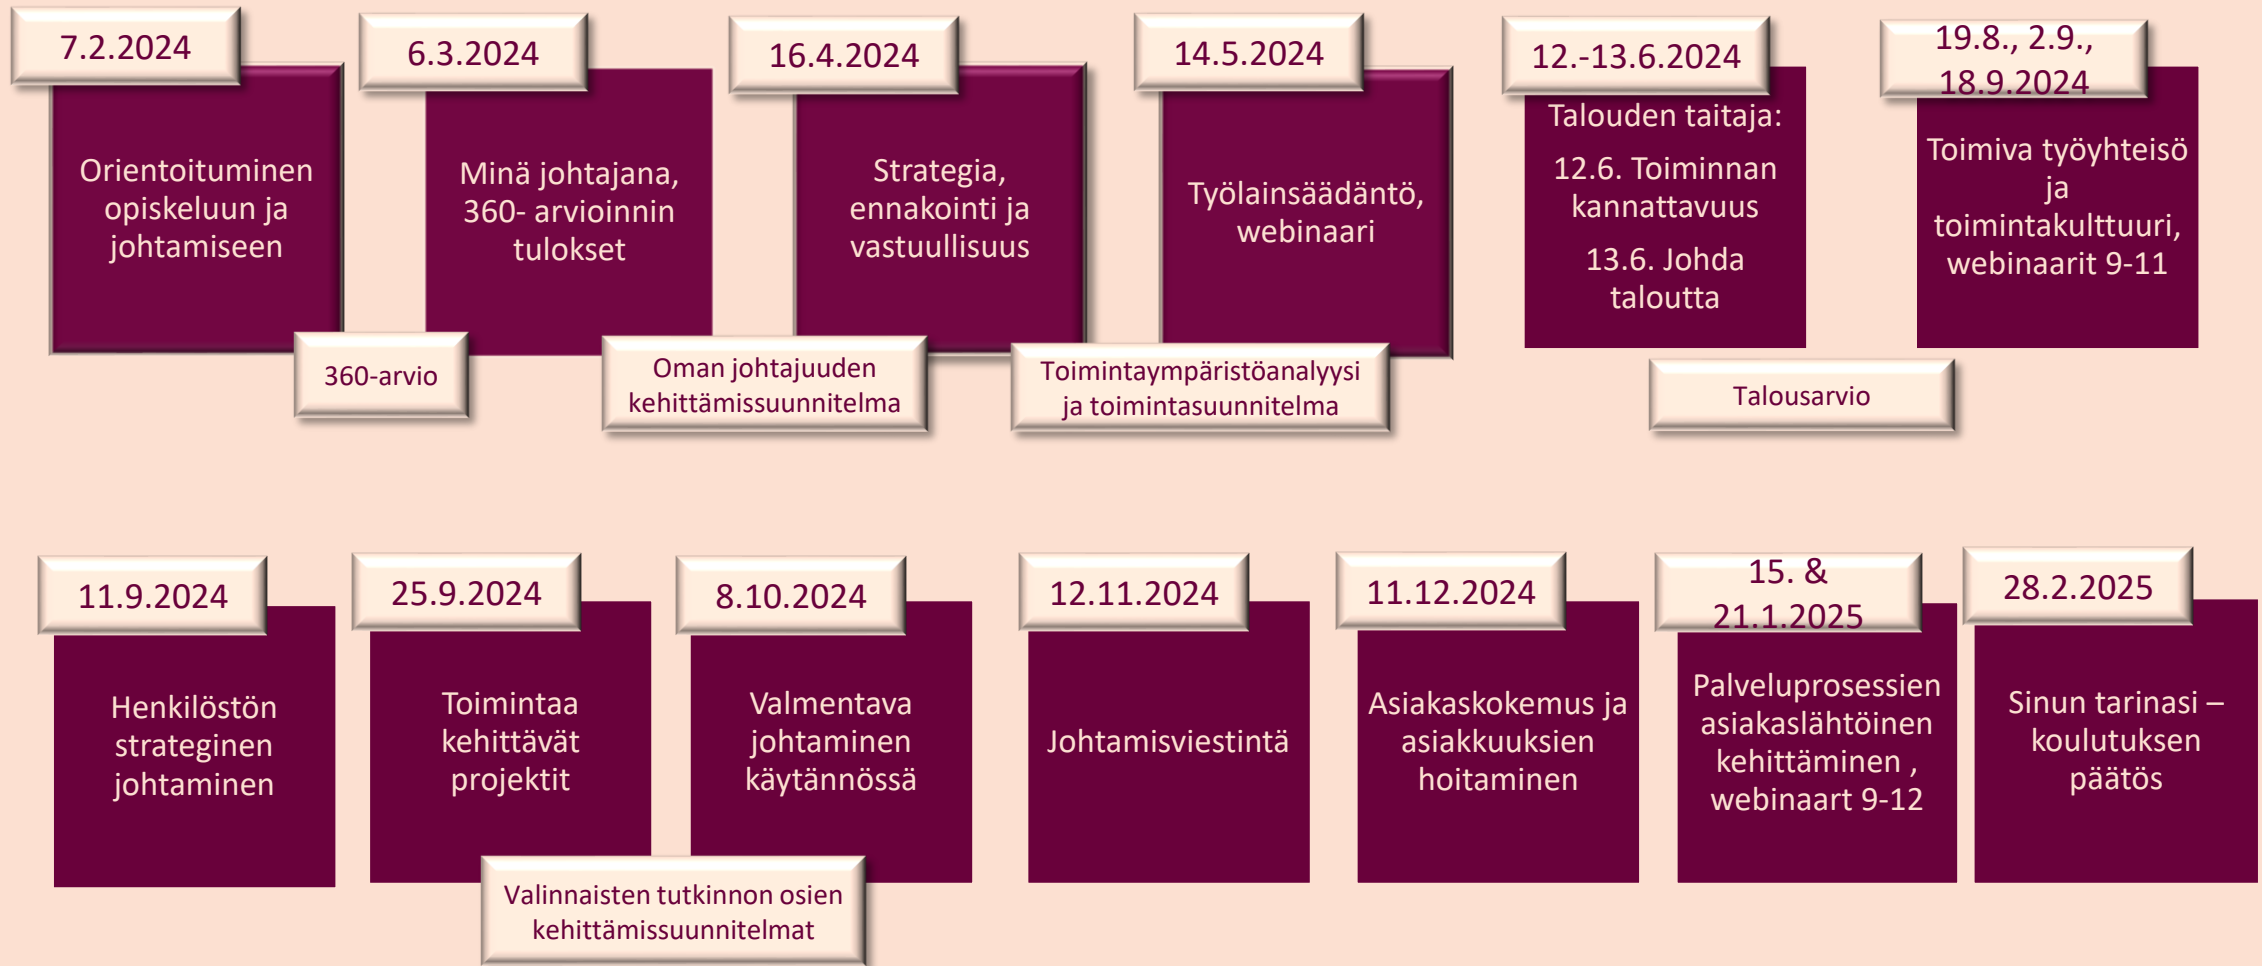 7.2.2024
Orientoituminen
opiskeluun ja
johtamiseen
360-arvio
6.3.2024
Minä johtajana,
360- arvioinnin
tulokset
Oman johtajuuden
kehittämissuunnitelma
16.4.2024
Strategia,
ennakointi ja
vastuullisuus
Toimintaympäristöanalyysi
ja toimintasuunnitelma
14.5.2024
Työlainsäädäntö,
webinaari
12.-13.6.2024
Talouden taitaja:
12.6. Toiminnan
kannattavuus
13.6. Johda
taloutta
Talousarvio
19.8., 2.9.,
18.9.2024
Toimiva työyhteisö
ja
toimintakulttuuri,
webinaarit 9-11
11.9.2024
Henkilöstön
strateginen
johtaminen
25.9.2024
Toimintaa
kehittävät
projektit
Valinnaisten tutkinnon osien
kehittämissuunnitelmat
8.10.2024
Valmentava
johtaminen
käytännössä
12.11.2024
Johtamisviestintä
11.12.2024
Asiakaskokemus ja
asiakkuuksien
hoitaminen
15. &
21.1.2025
Palveluprosessien
asiakaslähtöinen
kehittäminen ,
webinaart 9-12
28.2.2025
Sinun tarinasi –
koulutuksen
päätös